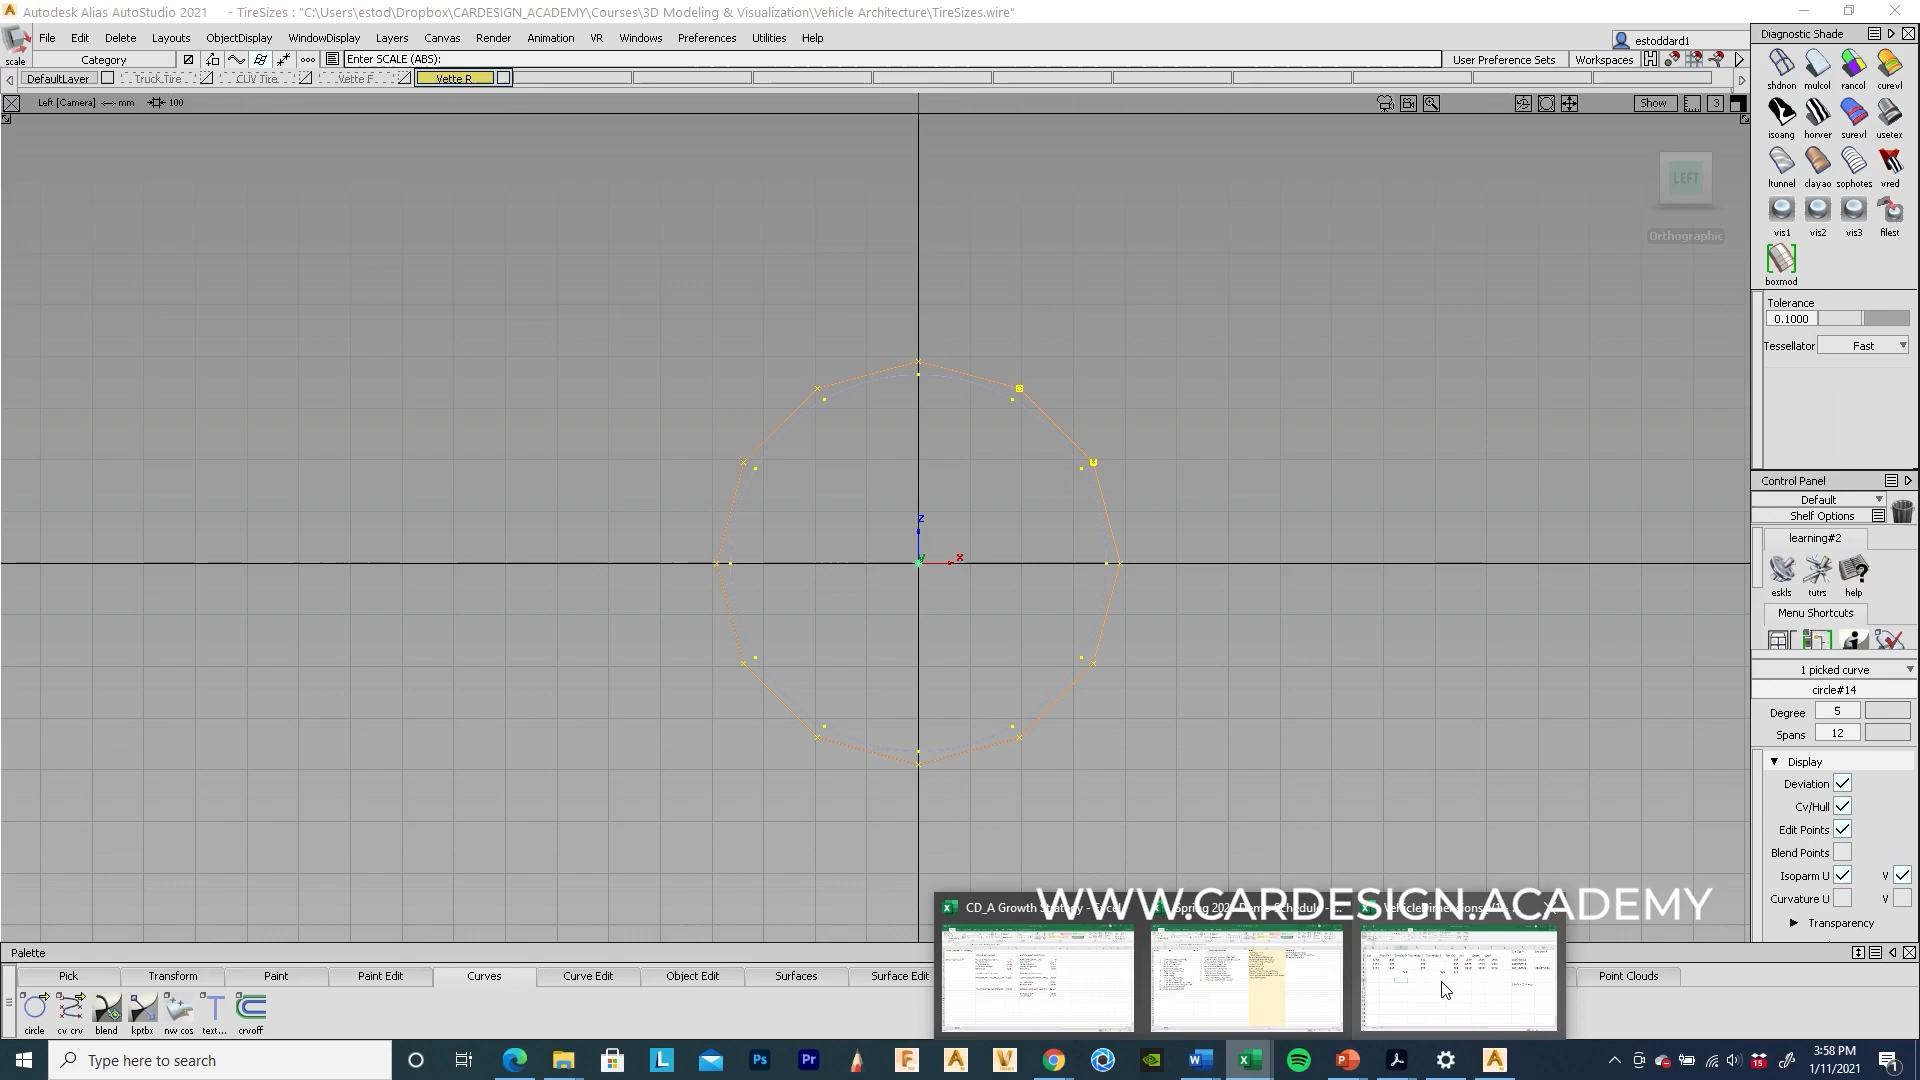 Autodesk Alias AutoStudio 2021 - TireSizes : "C:\Users\estod\Dropbox\CARDESIGN_ACADEMY\Courses\3D Modeling & Visualization\Vehicle Architecture\TireSizes.wire"
File Edit Delete Layouts ObjectDisplay WindowDisplay Layers Canvas Render Animation VR Windows Preferences Utilities Help
estoddard1
scale
Category
Enter SCALE (ABS):
User Preference Sets
Workspaces
DefaultLayer
Truck Tire
CUV Tire
Vette F
Vette R
Left [Camera] mm 100
Show
3
LEFT
Orthographic
z
x
Diagnostic Shade
shdnon mulcol rancol curevl
isoang horver surevl usetex
ltunnel clayao sophotes vred
vis1 vis2 vis3 filest
boxmod
Tolerance
0.1000
Tessellator Fast
Control Panel
Default
Shelf Options
learning#2
eskls tutrs help
Menu Shortcuts
1 picked curve
circle#14
Degree 5
Spans 12
Display
Deviation
Cv/Hull
Edit Points
Blend Points
Isoparm U V
Curvature U V
Transparency
CD_A Growth Strategy - Excel
WWW.CARDESIGN.ACADEMY
Palette
Pick Transform Paint Paint Edit Curves Curve Edit Object Edit Surfaces Surface Edit Point Clouds
circle cv crv blend kptbx nw cos text... crvoff
Type here to search
15
3:58 PM
1/11/2021
1